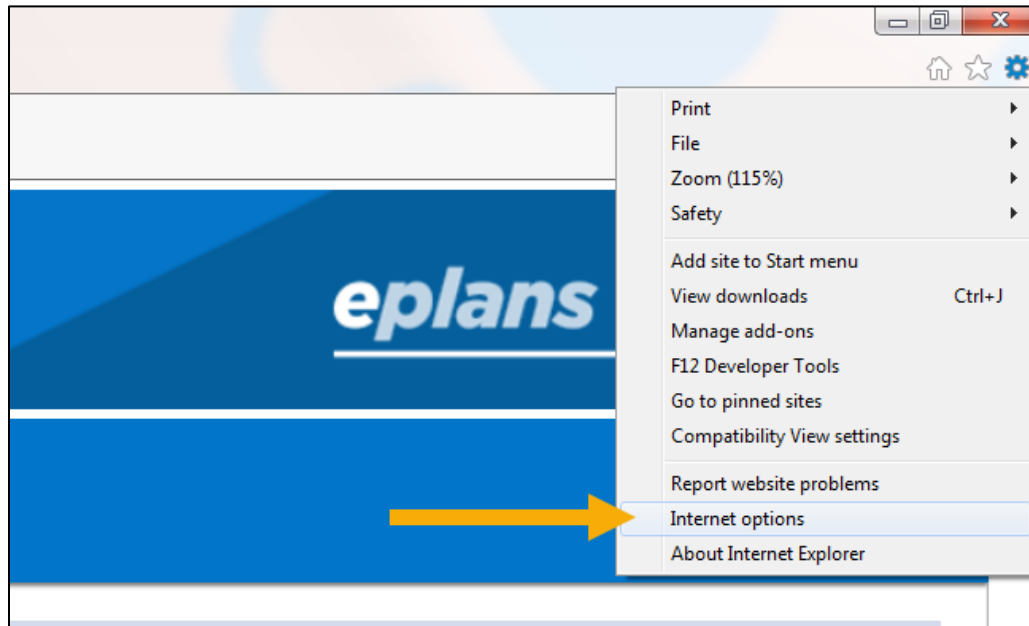 Print
File
Zoom (115%)
Safety
Add site to Start menu
View downloads Ctrl+J
Manage add-ons
F12 Developer Tools
Go to pinned sites
Compatibility View settings
Report website problems
Internet options
About Internet Explorer
eplans